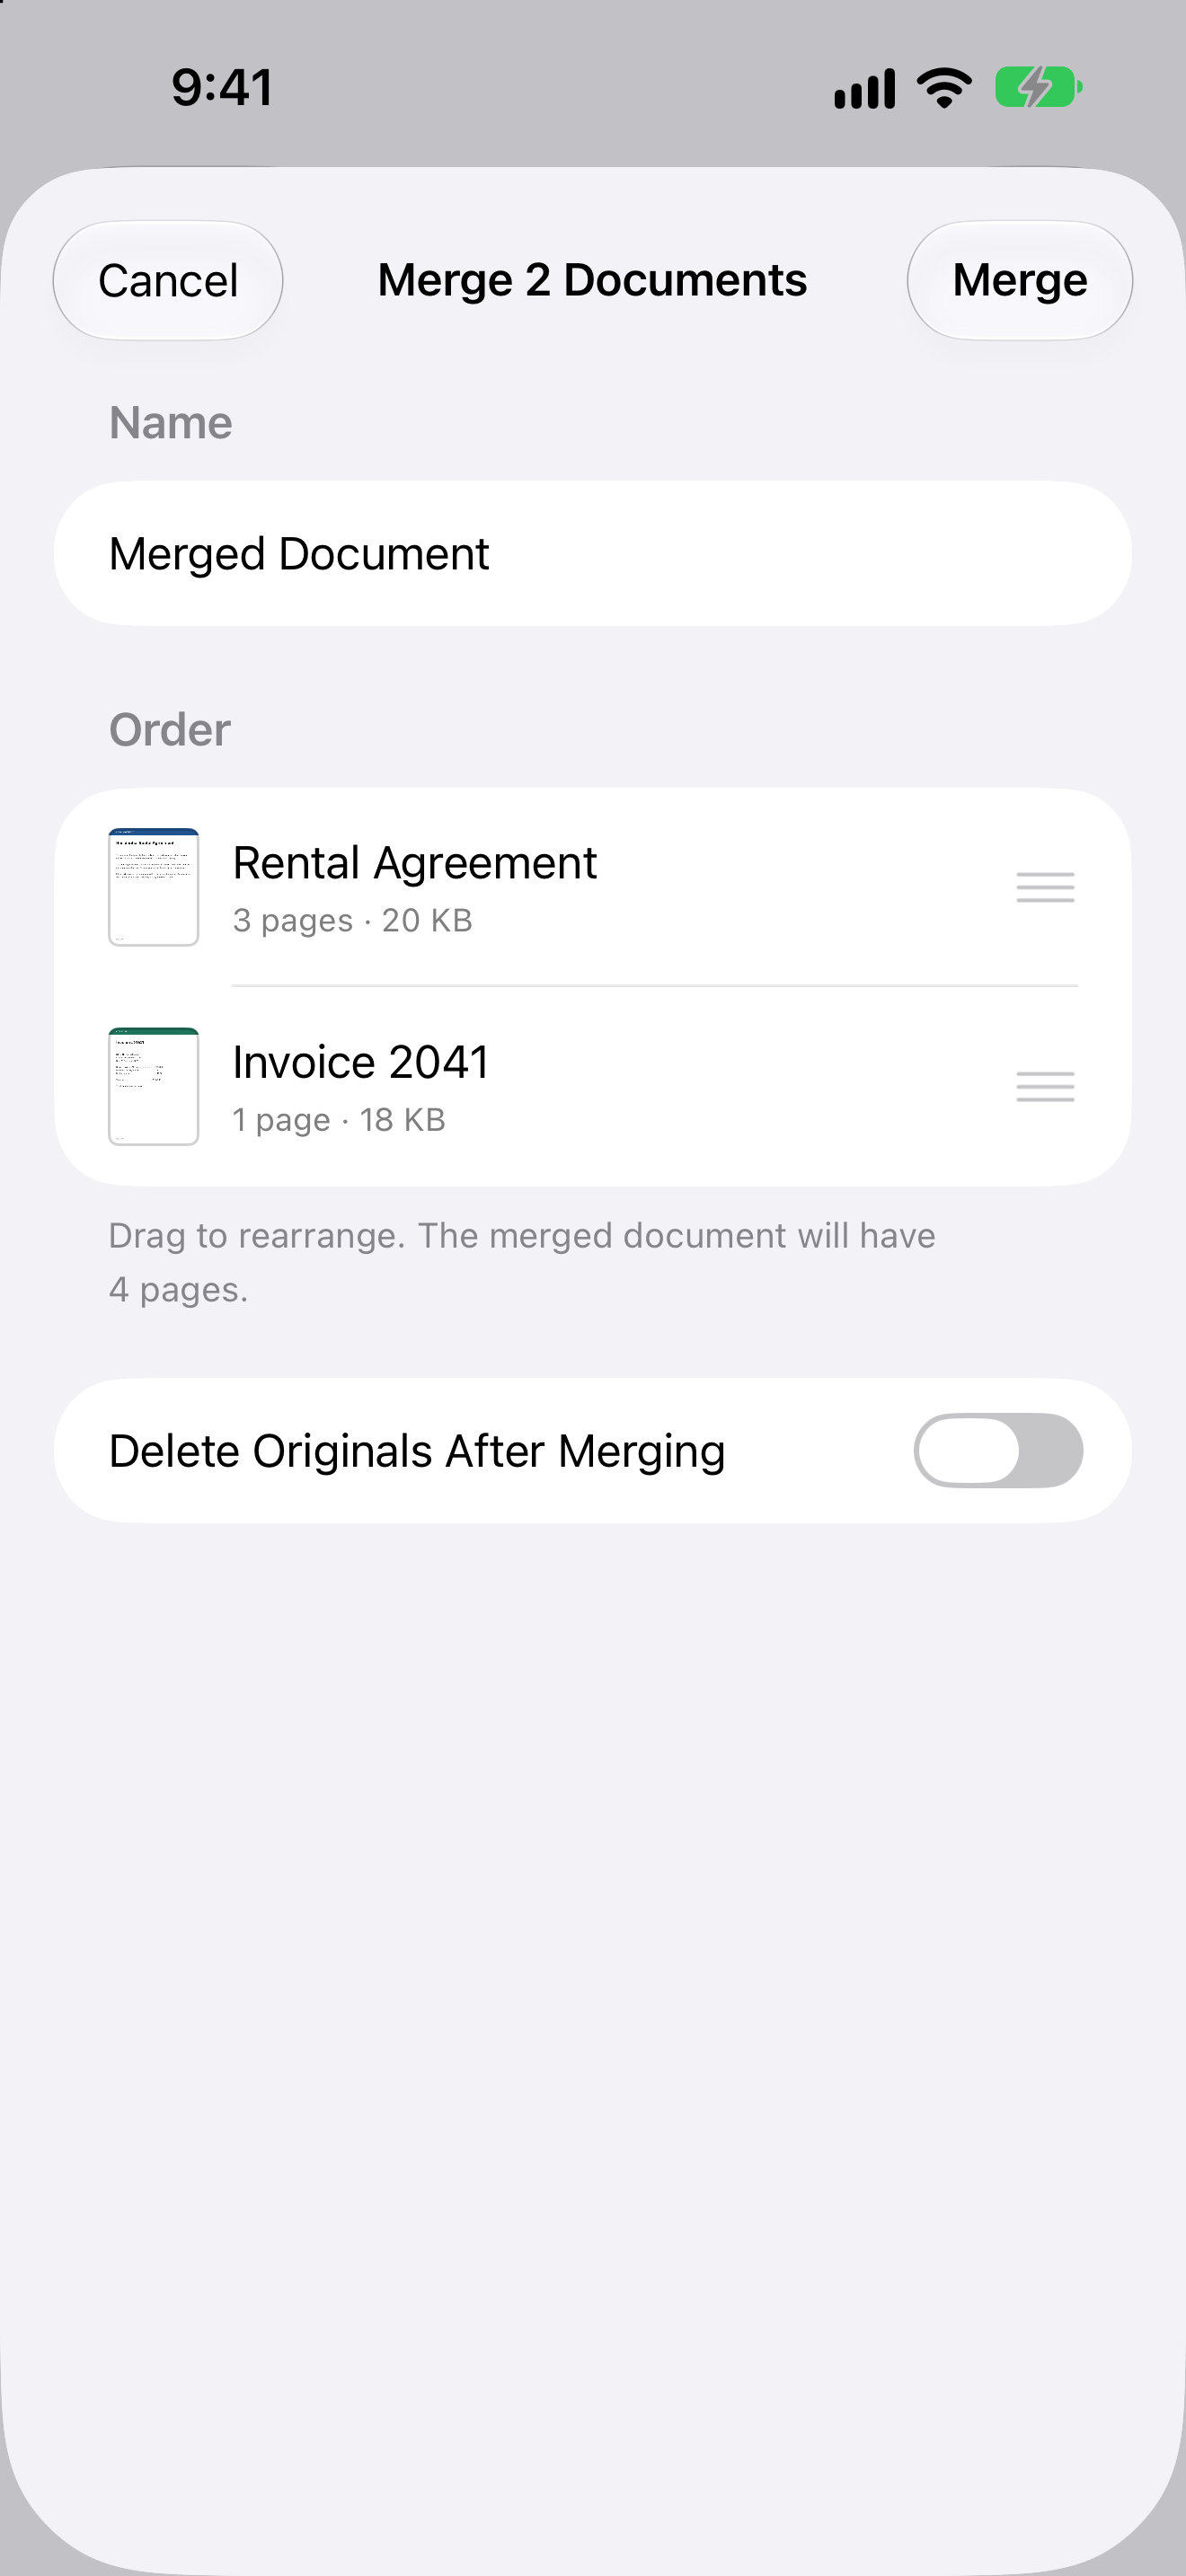 9:41
Cancel
Merge 2 Documents
Merge
Name
Merged Document
Order
Rental Agreement
3 pages · 20 KB
Invoice 2041
1 page · 18 KB
Drag to rearrange. The merged document will have
4 pages.
Delete Originals After Merging